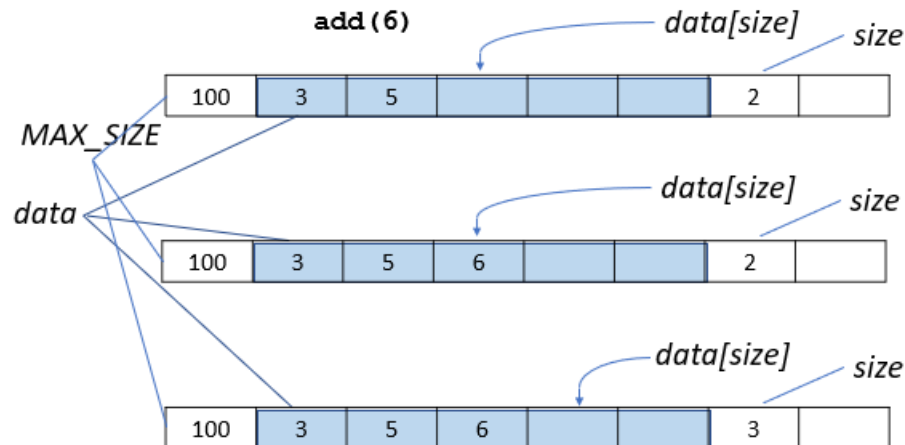 add(6)
data[size]
size
100 3 5 2
MAX_SIZE
data
data[size]
size
100 3 5 6 2
data[size]
size
100 3 5 6 3